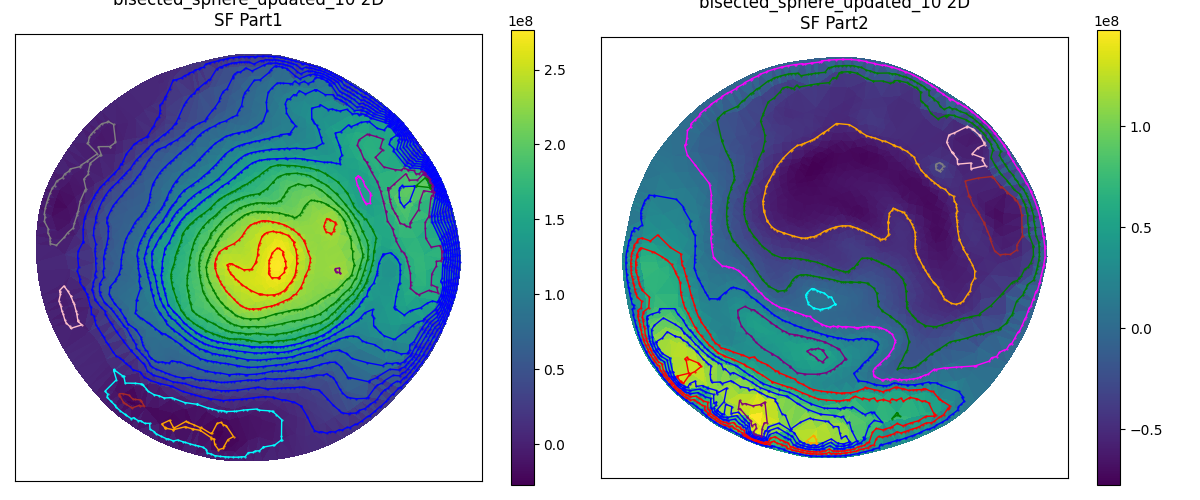 bisected_sphere_updated_10 2D
SF Part1
1e8
2.5
2.0
1.5
1.0
0.5
0.0
bisected_sphere_updated_10 2D
SF Part2
1e8
1.0
0.5
0.0
−0.5